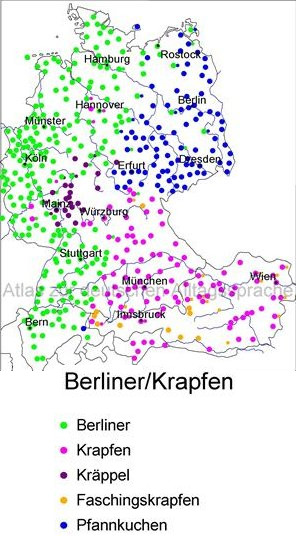 Hamburg
Rostock
Hannover
Berlin
Münster
Köln
Erfurt
Dresden
Mainz
Würzburg
Stuttgart
München
Wien
Atlas zur deutschen Alltagssprache
Bern
Innsbruck
Berliner/Krapfen
Berliner
Krapfen
Kräppel
Faschingskrapfen
Pfannkuchen